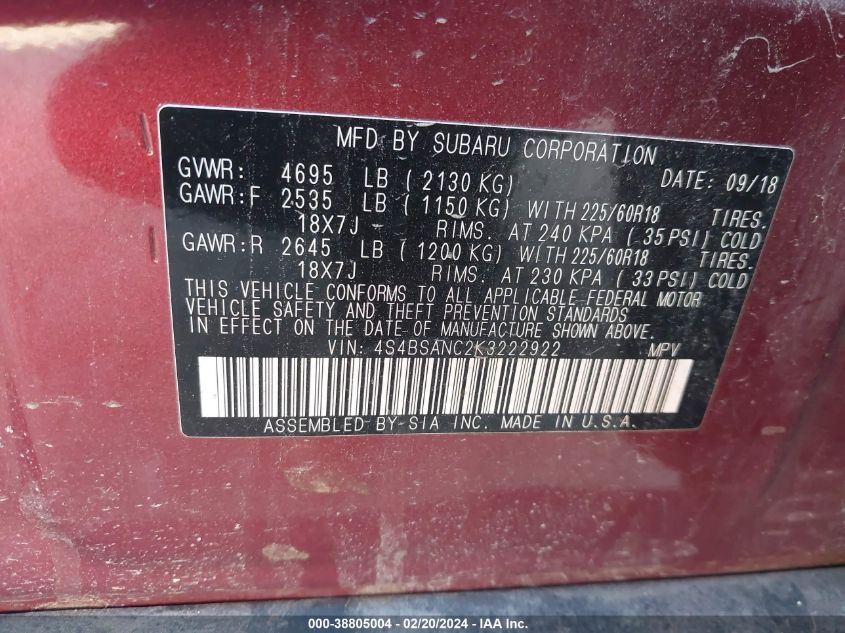 MFD BY SUBARU CORPORATION
GVWR: 4695 LB ( 2130 KG) DATE: 09/18
GAWR:F 2535 LB ( 1150 KG) WITH 225/60R18 TIRES.
18X7J RIMS. AT 240 KPA ( 35 PSI) COLD
GAWR:R 2645 LB ( 1200 KG) WITH 225/60R18 TIRES.
18X7J RIMS. AT 230 KPA ( 33 PSI) COLD
THIS VEHICLE CONFORMS TO ALL APPLICABLE FEDERAL MOTOR
VEHICLE SAFETY AND THEFT PREVENTION STANDARDS
IN EFFECT ON THE DATE OF MANUFACTURE SHOWN ABOVE.
VIN: 4S4BSANC2K3222922 MPV
ASSEMBLED BY SIA INC. MADE IN U.S.A.
000-38805004 - 02/20/2024 - IAA, Inc.